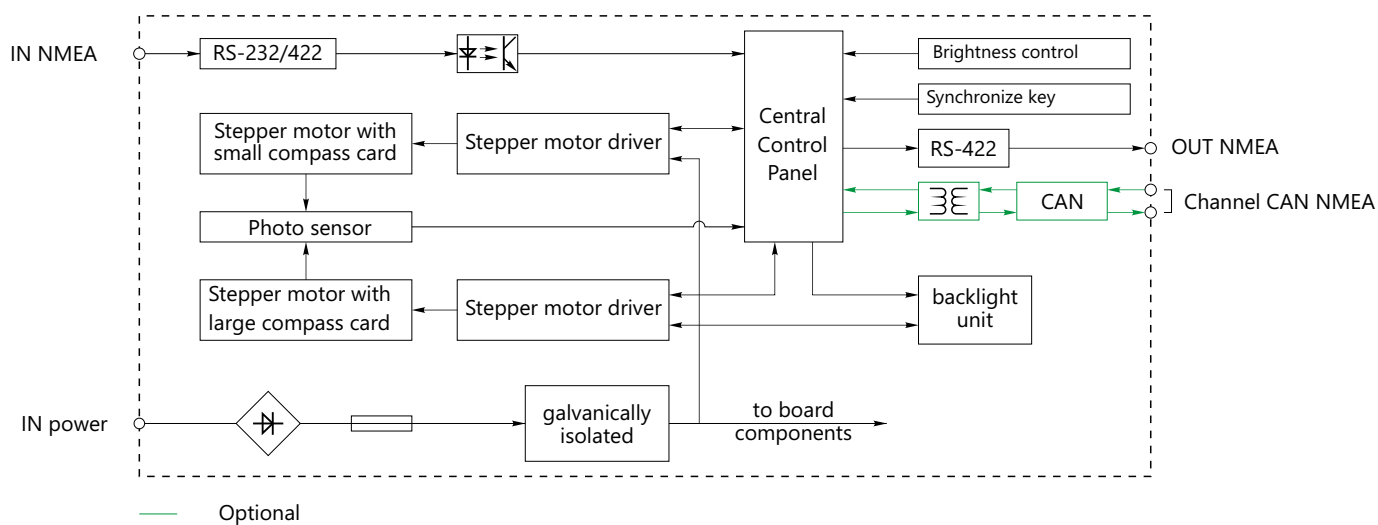 IN NMEA
RS-232/422
Brightness control
Synchronize key
Central
Control
Panel
Stepper motor with
small compass card
Stepper motor driver
RS-422
OUT NMEA
CAN
Channel CAN NMEA
Photo sensor
Stepper motor with
large compass card
Stepper motor driver
backlight
unit
IN power
galvanically
isolated
to board
components
Optional